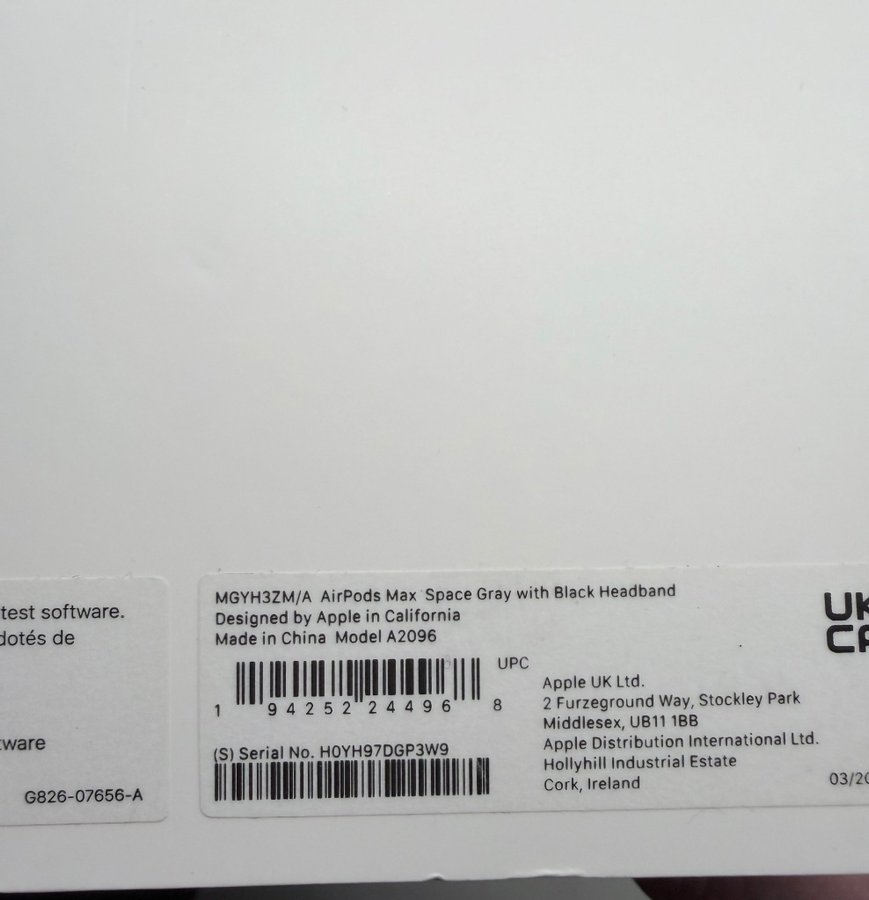 test software.
dotés de
ware
G826-07656-A
MGYH3ZM/A AirPods Max Space Gray with Black Headband
Designed by Apple in California
Made in China Model A2096
UPC
1 94252 24496 8
(S) Serial No. H0YH97DGP3W9
Apple UK Ltd.
2 Furzeground Way, Stockley Park
Middlesex, UB11 1BB
Apple Distribution International Ltd.
Hollyhill Industrial Estate
Cork, Ireland
UK
CA
03/20